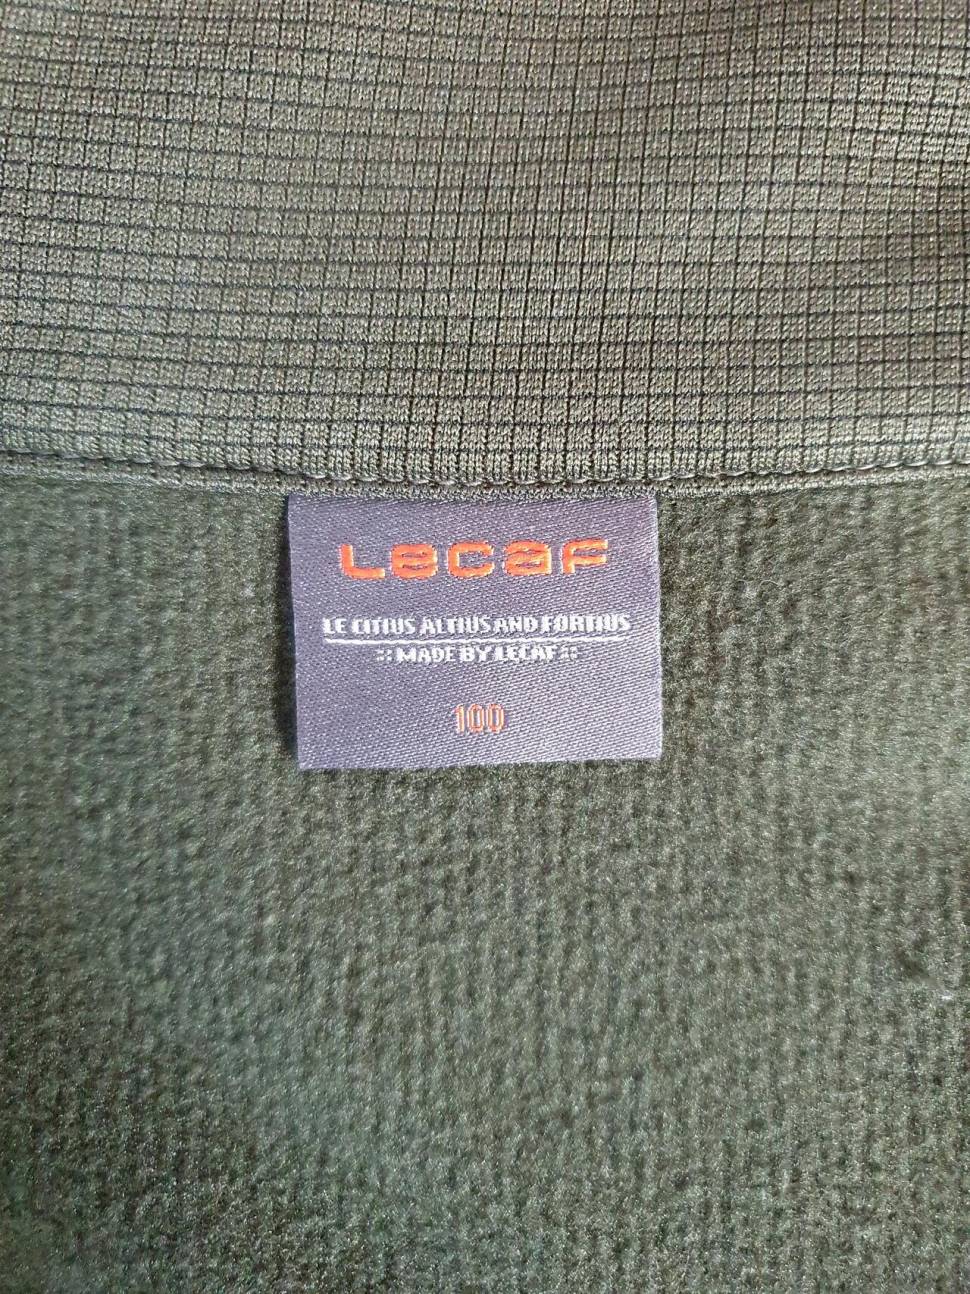 LECAF
LE CITIUS ALTIUS AND FORTIUS
:: MADE BY LECAF ::
100